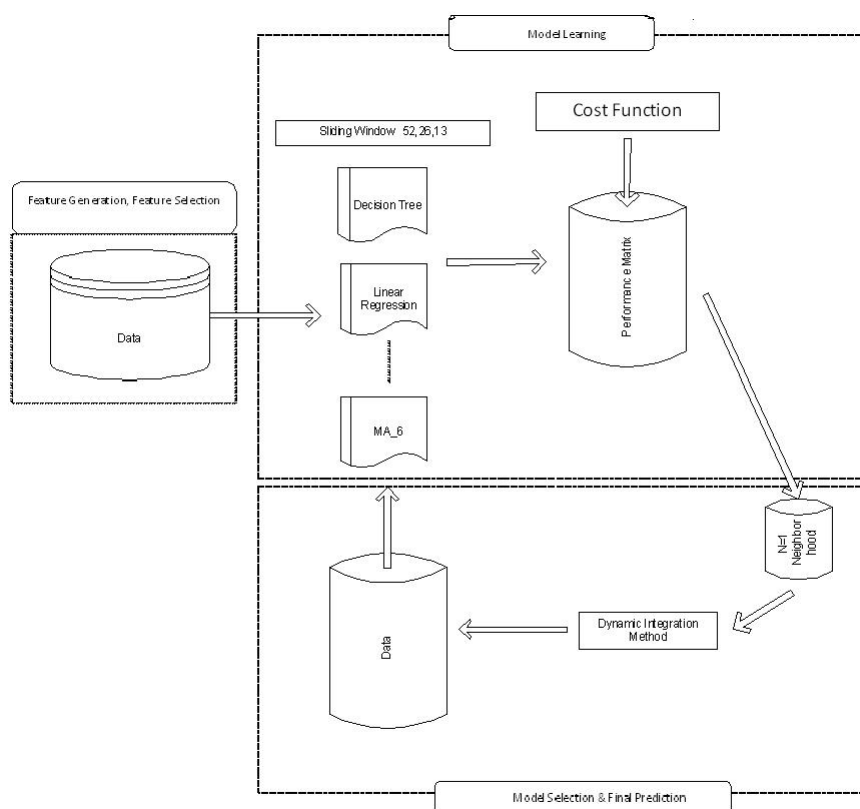 Model Learning
Cost Function
Sliding Window 52,26,13
Feature Generation, Feature Selection
Data
Decision Tree
Linear
Regression
MA_6
Performance Matrix
N=1
Neighbor
hood
Dynamic Integration
Method
Data
Model Selection & Final Prediction